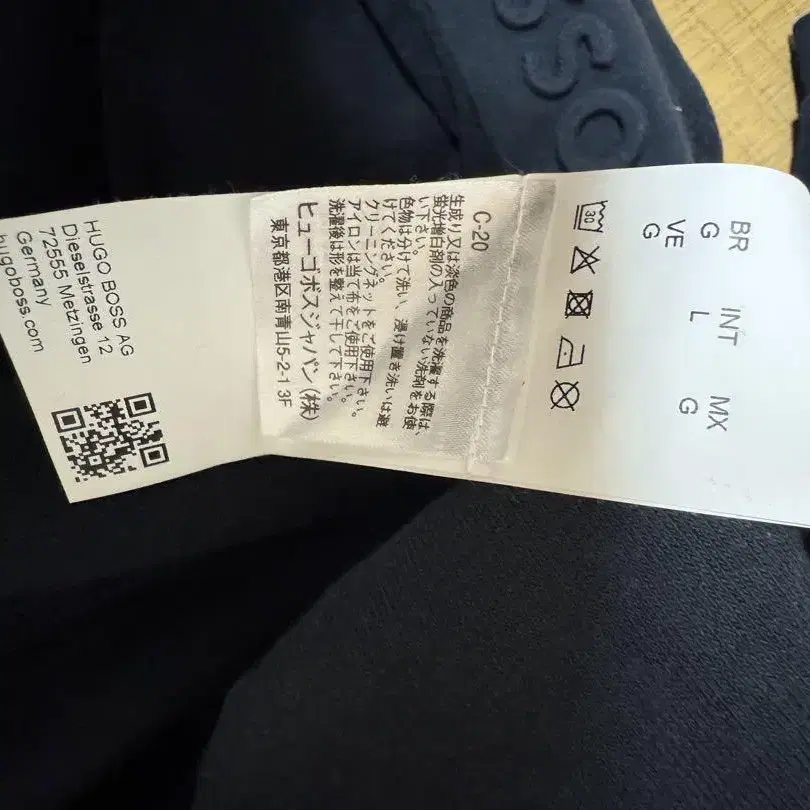 BOSS
BR INT MX
G L G
VE
G
30
C-20
生成り又は淡色の商品を洗濯する際は、
蛍光増白剤の入っていない洗剤をお使
い下さい。
色物は分けて洗い、浸け置き洗いは避
けてください。
クリーニングネットをご使用下さい。
アイロンは当て布をご使用下さい。
洗濯後は形を整えて干して下さい。
ヒューゴボスジャパン(株)
東京都港区南青山5-2-1 3F
HUGO BOSS AG
Dieselstrasse 12
72555 Metzingen
Germany
hugoboss.com